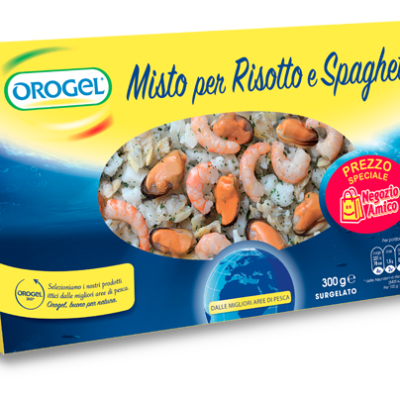 OROGEL
Misto per Risotto e Spaghe
PREZZO
SPECIALE
Negozio
Amico
OROGEL
Selezioniamo i nostri prodotti
ittici dalle migliori aree di pesca.
Orogel, buono per natura.
DALLE MIGLIORI AREE DI PESCA
300 g e
SURGELATO